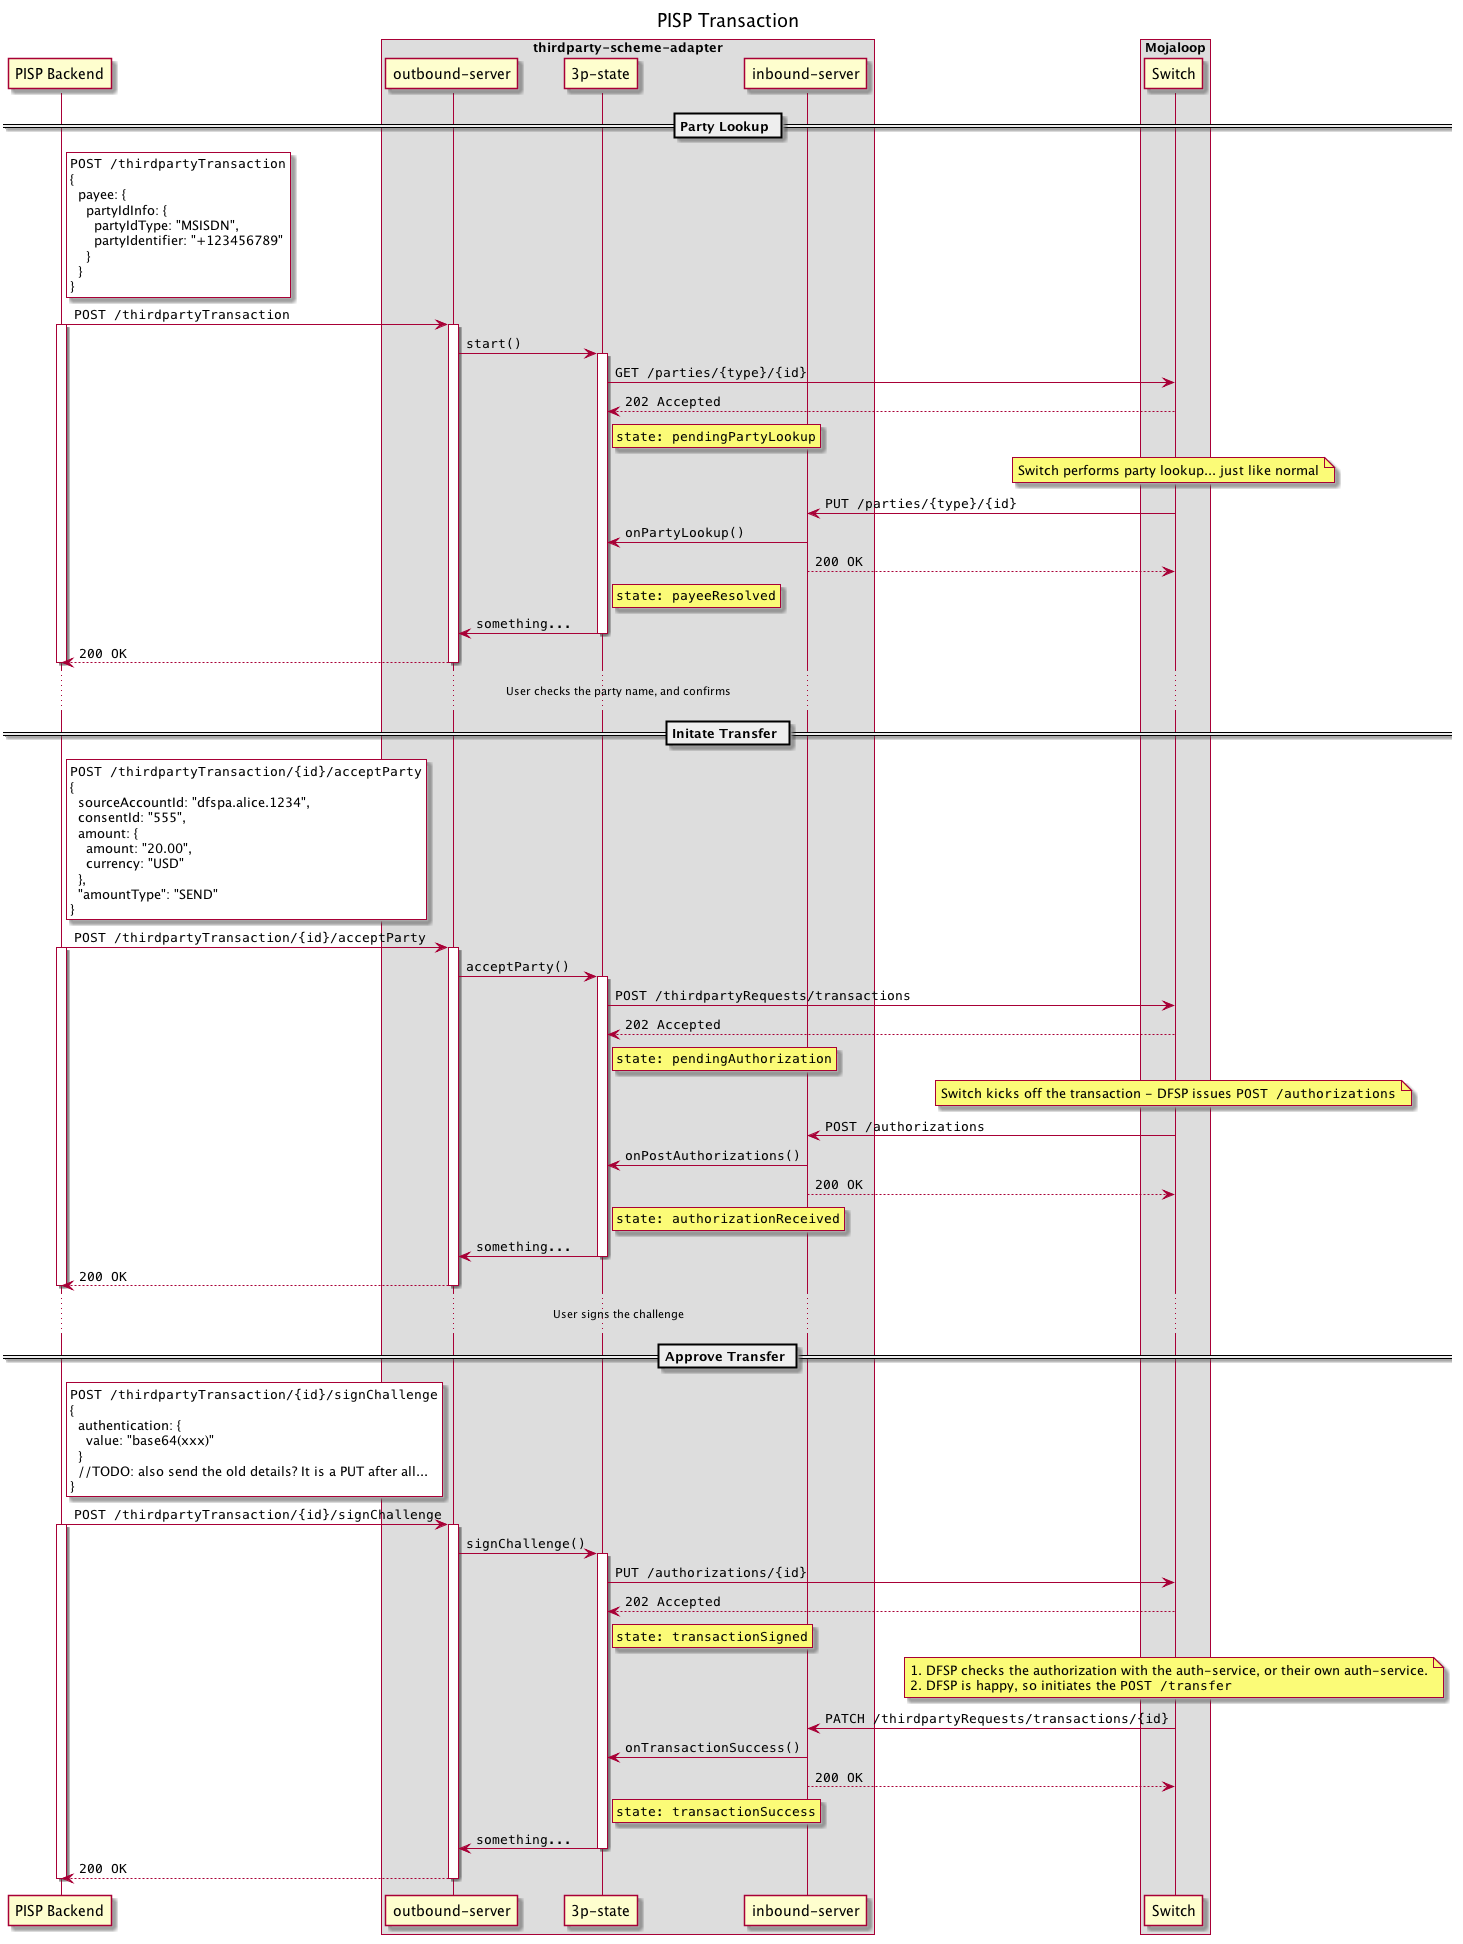 PISP Transaction
thirdparty-scheme-adapter
Mojaloop
PISP Backend
outbound-server
3p-state
inbound-server
Switch
Party Lookup
POST /thirdpartyTransaction
{
payee: {
partyIdInfo: {
partyIdType: "MSISDN",
partyIdentifier: "+123456789"
}
}
}
POST /thirdpartyTransaction
start()
GET /parties/{type}/{id}
202 Accepted
state: pendingPartyLookup
Switch performs party lookup... just like normal
PUT /parties/{type}/{id}
onPartyLookup()
200 OK
state: payeeResolved
something...
200 OK
User checks the party name, and confirms
Initate Transfer
POST /thirdpartyTransaction/{id}/acceptParty
{
sourceAccountId: "dfspa.alice.1234",
consentId: "555",
amount: {
amount: "20.00",
currency: "USD"
},
"amountType": "SEND"
}
POST /thirdpartyTransaction/{id}/acceptParty
acceptParty()
POST /thirdpartyRequests/transactions
202 Accepted
state: pendingAuthorization
Switch kicks off the transaction - DFSP issues POST /authorizations
POST /authorizations
onPostAuthorizations()
200 OK
state: authorizationReceived
something...
200 OK
User signs the challenge
Approve Transfer
POST /thirdpartyTransaction/{id}/signChallenge
{
authentication: {
value: "base64(xxx)"
}
//TODO: also send the old details? It is a PUT after all...
}
POST /thirdpartyTransaction/{id}/signChallenge
signChallenge()
PUT /authorizations/{id}
202 Accepted
state: transactionSigned
1. DFSP checks the authorization with the auth-service, or their own auth-service.
2. DFSP is happy, so initiates the POST /transfer
PATCH /thirdpartyRequests/transactions/{id}
onTransactionSuccess()
200 OK
state: transactionSuccess
something...
200 OK
PISP Backend
outbound-server
3p-state
inbound-server
Switch